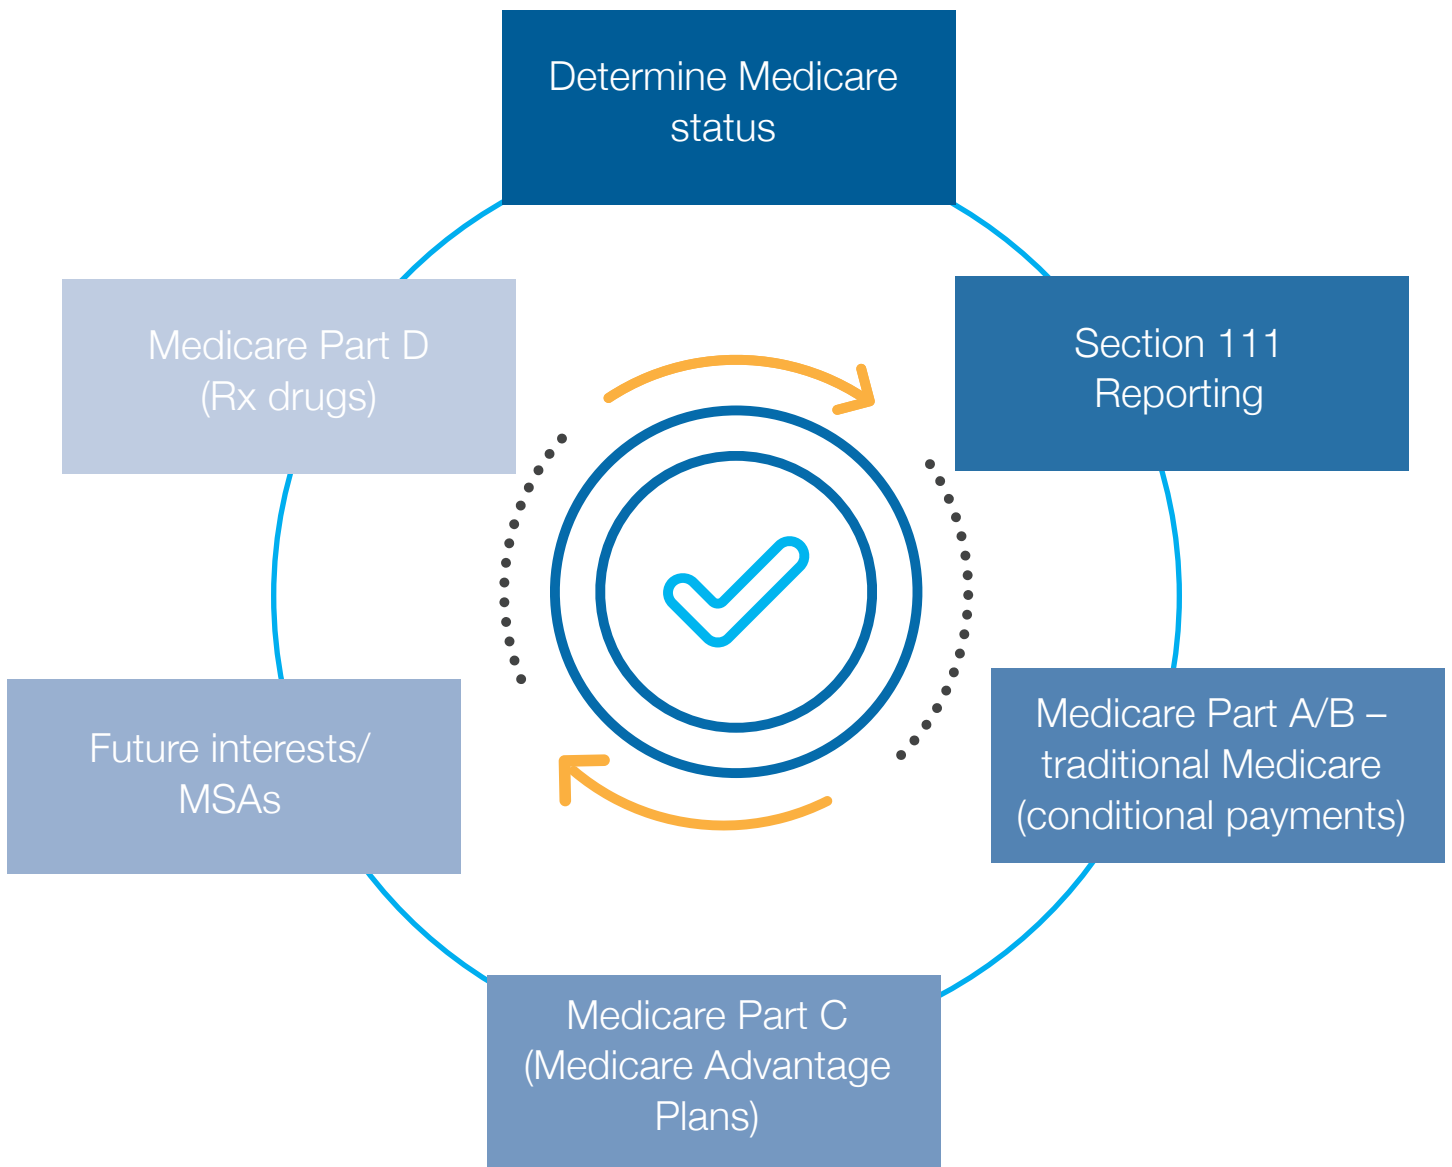 Determine Medicare
status
Section 111
Reporting
Medicare Part A/B –
traditional Medicare
(conditional payments)
Medicare Part C
(Medicare Advantage
Plans)
Future interests/
MSAs
Medicare Part D
(Rx drugs)